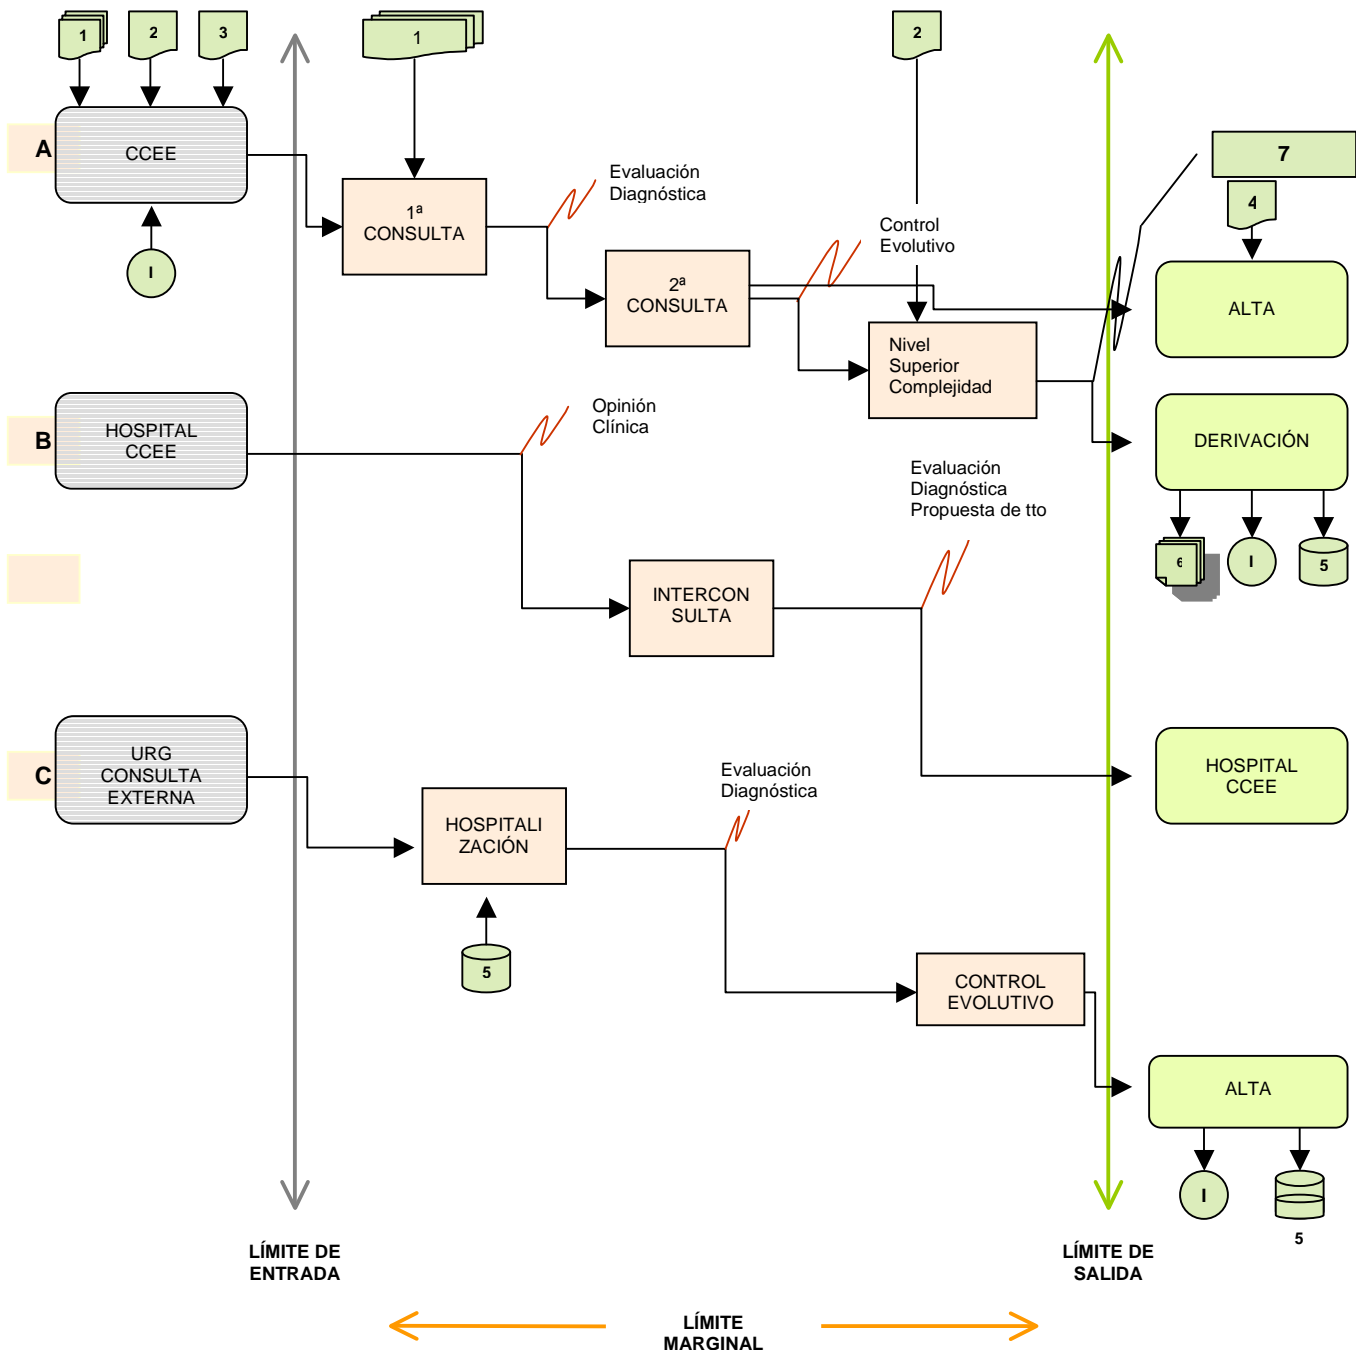 1
2
3
1
2
A
CCEE
7
4
I
1ª
CONSULTA
Evaluación
Diagnóstica
2ª
CONSULTA
Control
Evolutivo
Nivel
Superior
Complejidad
ALTA
B
HOSPITAL
CCEE
Opinión
Clínica
DERIVACIÓN
Evaluación
Diagnóstica
Propuesta de tto
6
I
5
INTERCON
SULTA
C
URG
CONSULTA
EXTERNA
HOSPITALI
ZACIÓN
Evaluación
Diagnóstica
HOSPITAL
CCEE
5
CONTROL
EVOLUTIVO
ALTA
I
5
LÍMITE DE
ENTRADA
LÍMITE DE
SALIDA
LÍMITE
MARGINAL